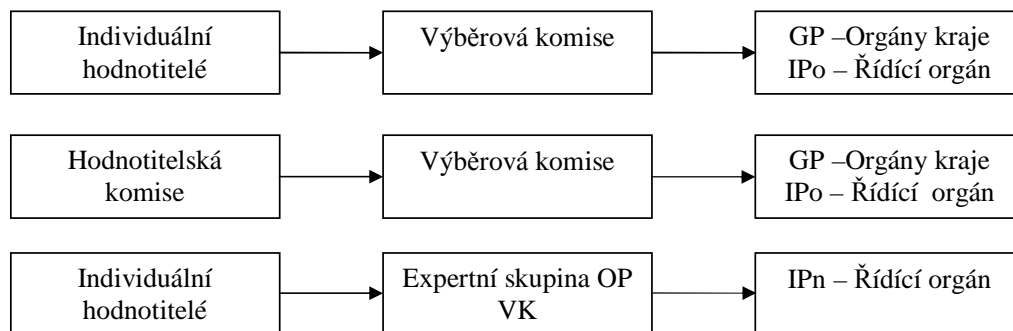 Individuální
hodnotitelé
Výběrová komise
GP –Orgány kraje
IPo – Řídící orgán
Hodnotitelská
komise
Výběrová komise
GP –Orgány kraje
IPo – Řídící  orgán
Individuální
hodnotitelé
Expertní skupina OP
VK
IPn – Řídící orgán